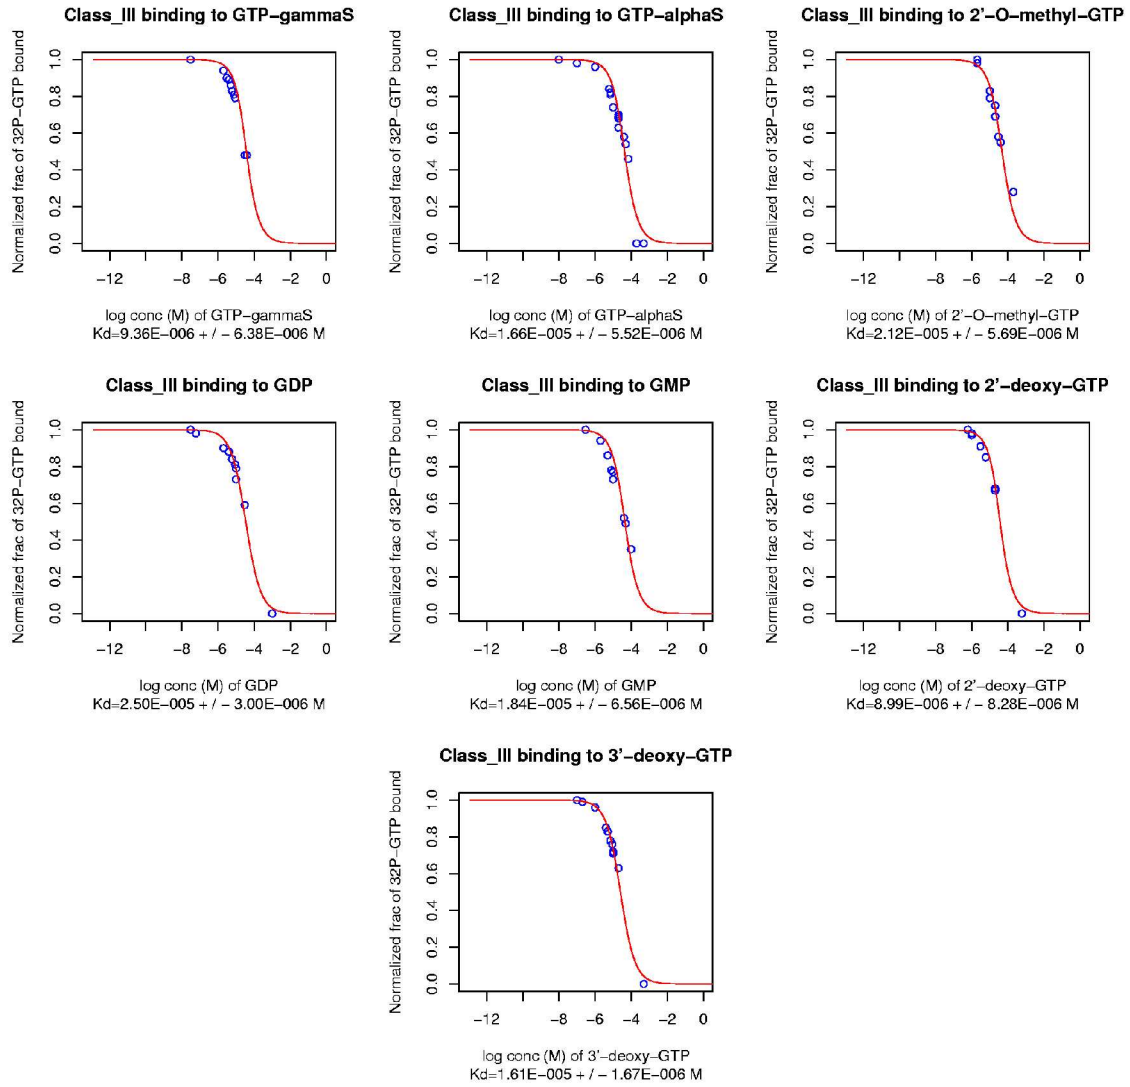 Class_III binding to GTP−gammaS
Normalized frac of 32P−GTP bound
0.0 0.2 0.4 0.6 0.8 1.0
−12 −8 −6 −4 −2 0
log conc (M) of GTP−gammaS
Kd=9.36E−006 + / − 6.38E−006 M
Class_III binding to GTP−alphaS
Normalized frac of 32P−GTP bound
0.0 0.2 0.4 0.6 0.8 1.0
−12 −8 −6 −4 −2 0
log conc (M) of GTP−alphaS
Kd=1.66E−005 + / − 5.52E−006 M
Class_III binding to 2'−O−methyl−GTP
Normalized frac of 32P−GTP bound
0.0 0.2 0.4 0.6 0.8 1.0
−12 −8 −6 −4 −2 0
log conc (M) of 2'−O−methyl−GTP
Kd=2.12E−005 + / − 5.69E−006 M
Class_III binding to GDP
Normalized frac of 32P−GTP bound
0.0 0.2 0.4 0.6 0.8 1.0
−12 −8 −6 −4 −2 0
log conc (M) of GDP
Kd=2.50E−005 + / − 3.00E−006 M
Class_III binding to GMP
Normalized frac of 32P−GTP bound
0.0 0.2 0.4 0.6 0.8 1.0
−12 −8 −6 −4 −2 0
log conc (M) of GMP
Kd=1.84E−005 + / − 6.56E−006 M
Class_III binding to 2'−deoxy−GTP
Normalized frac of 32P−GTP bound
0.0 0.2 0.4 0.6 0.8 1.0
−12 −8 −6 −4 −2 0
log conc (M) of 2'−deoxy−GTP
Kd=8.99E−006 + / − 8.28E−006 M
Class_III binding to 3'−deoxy−GTP
Normalized frac of 32P−GTP bound
0.0 0.2 0.4 0.6 0.8 1.0
−12 −8 −6 −4 −2 0
log conc (M) of 3'−deoxy−GTP
Kd=1.61E−005 + / − 1.67E−006 M